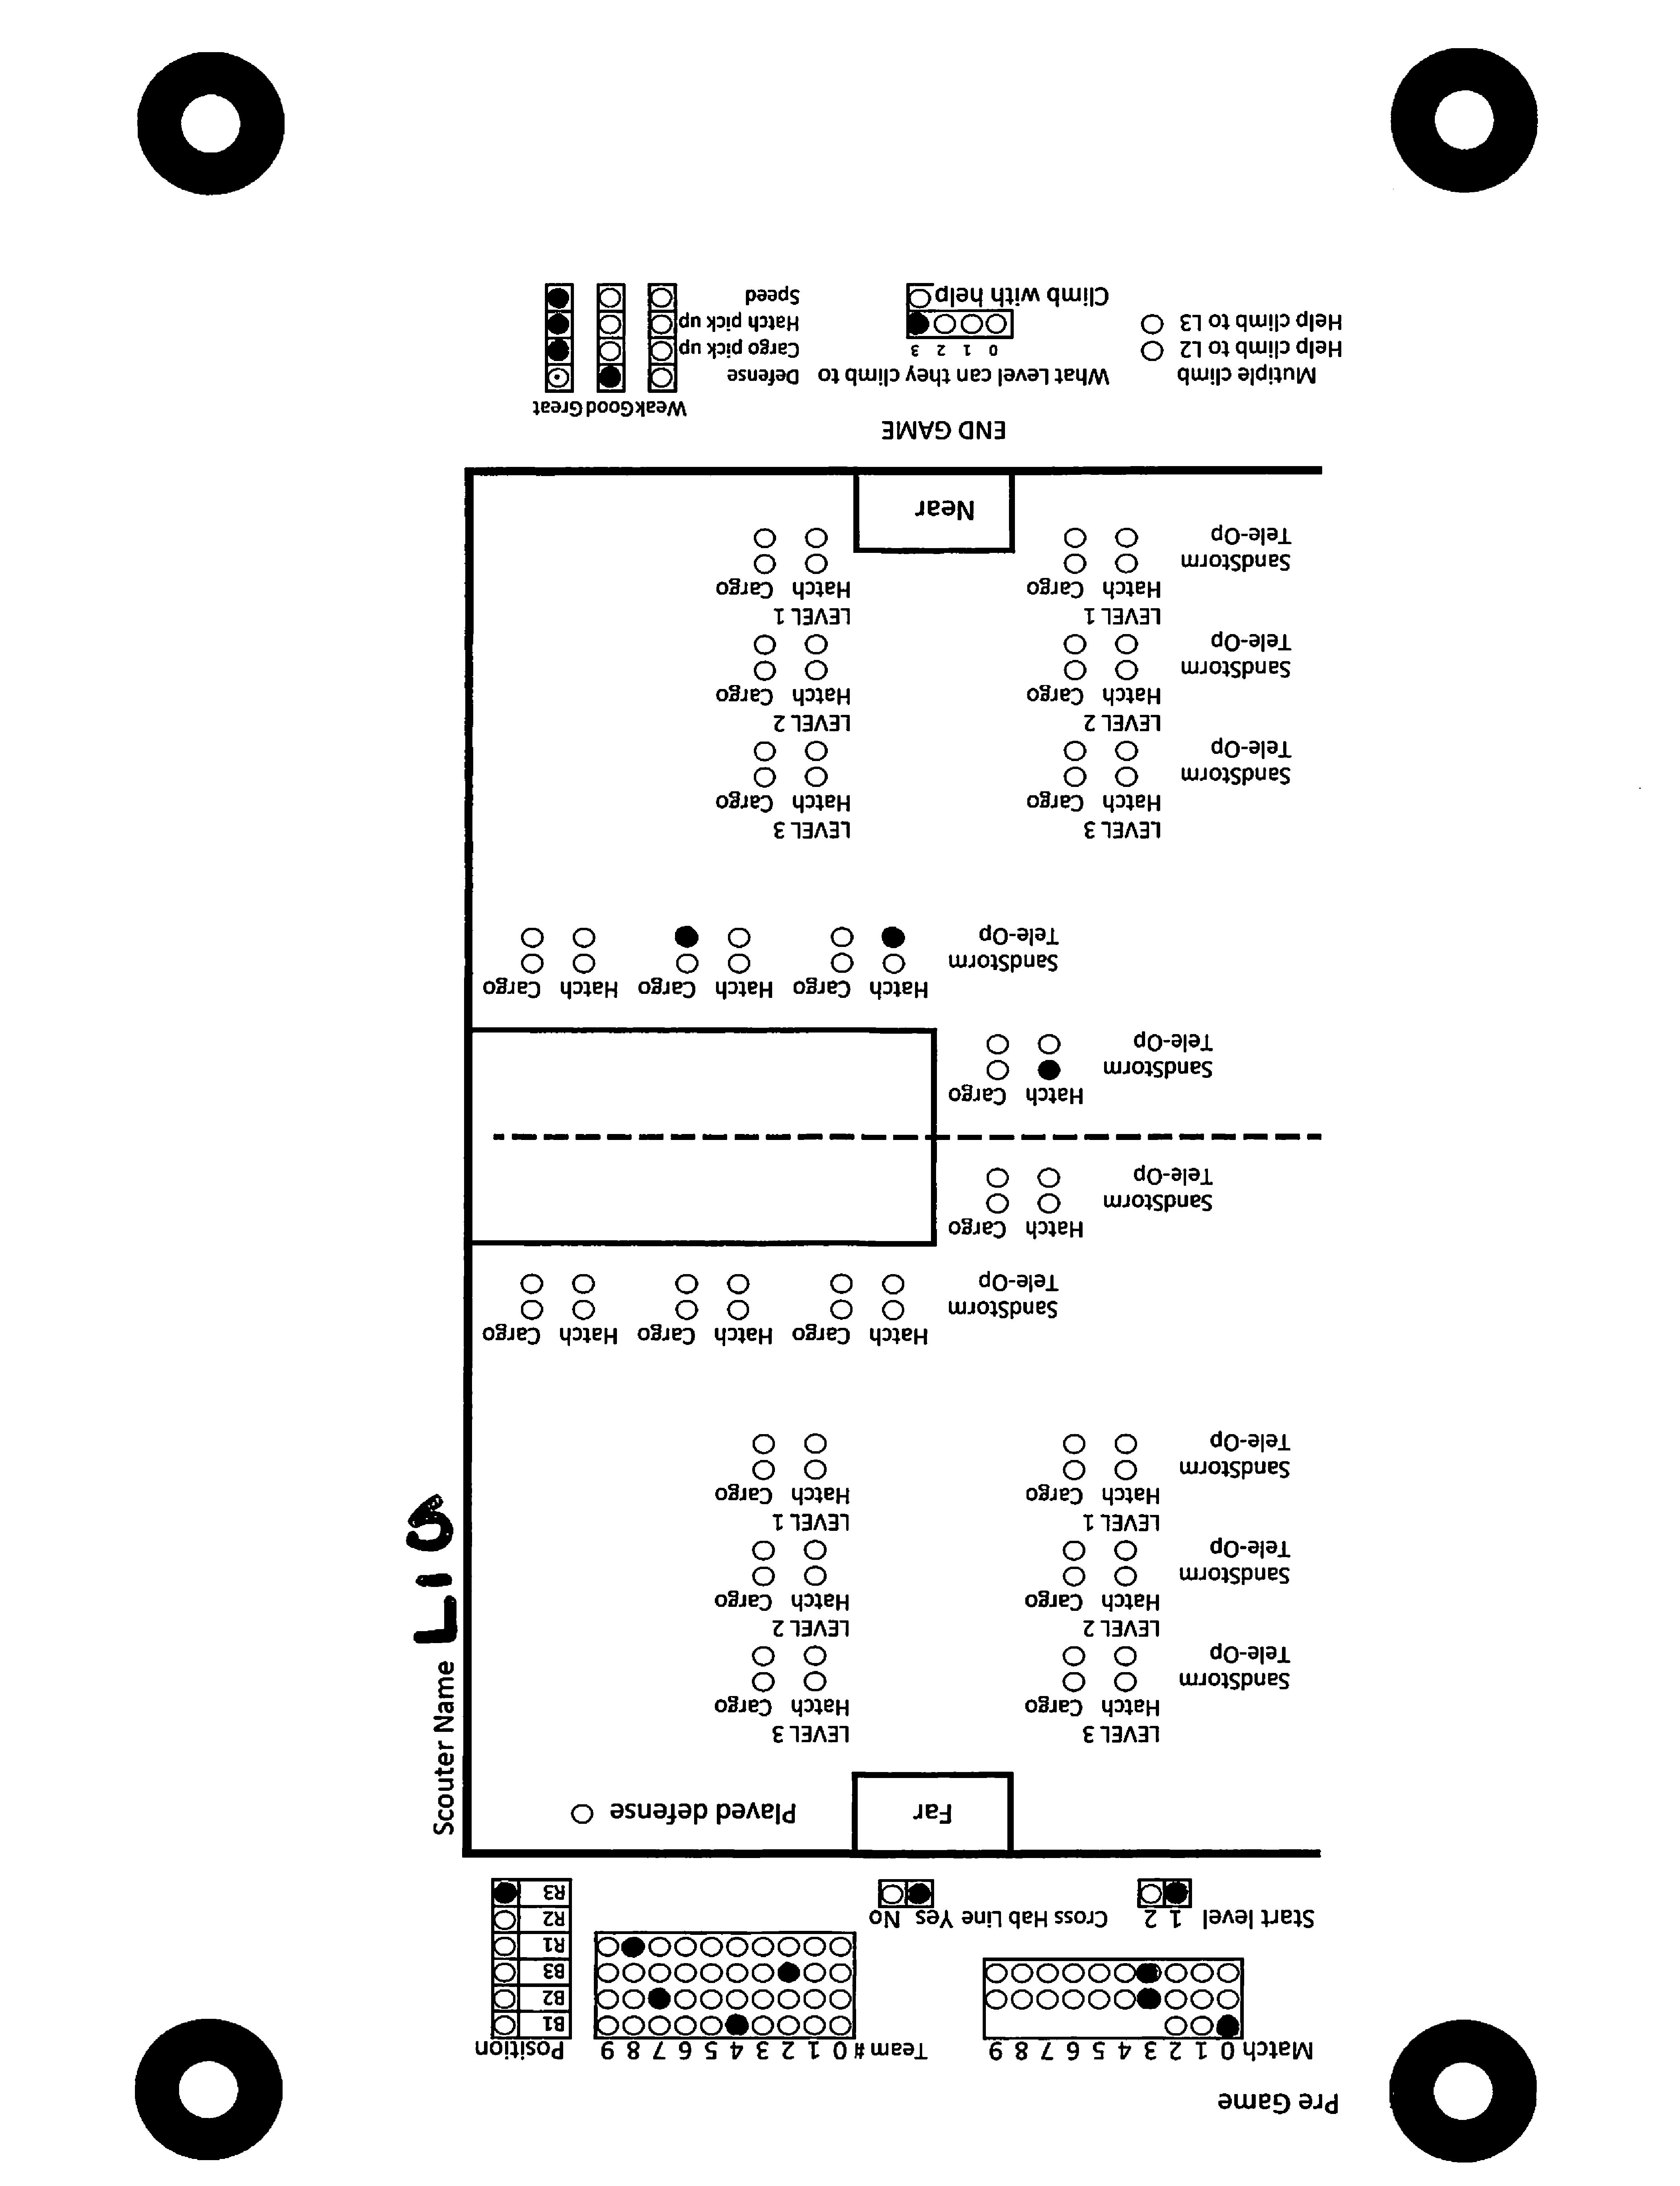 Pre Game
Match 0 1 2 3 4 5 6 7 8 9 Team # 0 1 2 3 4 5 6 7 8 9 Position
B1
B2
B3
R1
R2
R3
Start level 1 2 Cross Hab Line Yes No
Far Played defense
Scouter Name
LEVEL 3 LEVEL 3
Hatch Cargo Hatch Cargo
SandStorm
Tele-Op
LEVEL 2 LEVEL 2
Hatch Cargo Hatch Cargo
SandStorm
Tele-Op
LEVEL 1 LEVEL 1
Hatch Cargo Hatch Cargo
SandStorm
Tele-Op
Hatch Cargo Hatch Cargo Hatch Cargo
SandStorm
Tele-Op
Hatch Cargo
SandStorm
Tele-Op
Hatch Cargo
SandStorm
Tele-Op
Hatch Cargo Hatch Cargo Hatch Cargo
SandStorm
Tele-Op
LEVEL 3 LEVEL 3
Hatch Cargo Hatch Cargo
SandStorm
Tele-Op
LEVEL 2 LEVEL 2
Hatch Cargo Hatch Cargo
SandStorm
Tele-Op
LEVEL 1 LEVEL 1
Hatch Cargo Hatch Cargo
SandStorm
Tele-Op
Near
END GAME
Weak Good Great
Mutiple climb What Level can they climb to Defense
Help climb to L2 0 1 2 3 Cargo pick up
Help climb to L3 Hatch pick up
Climb with help Speed